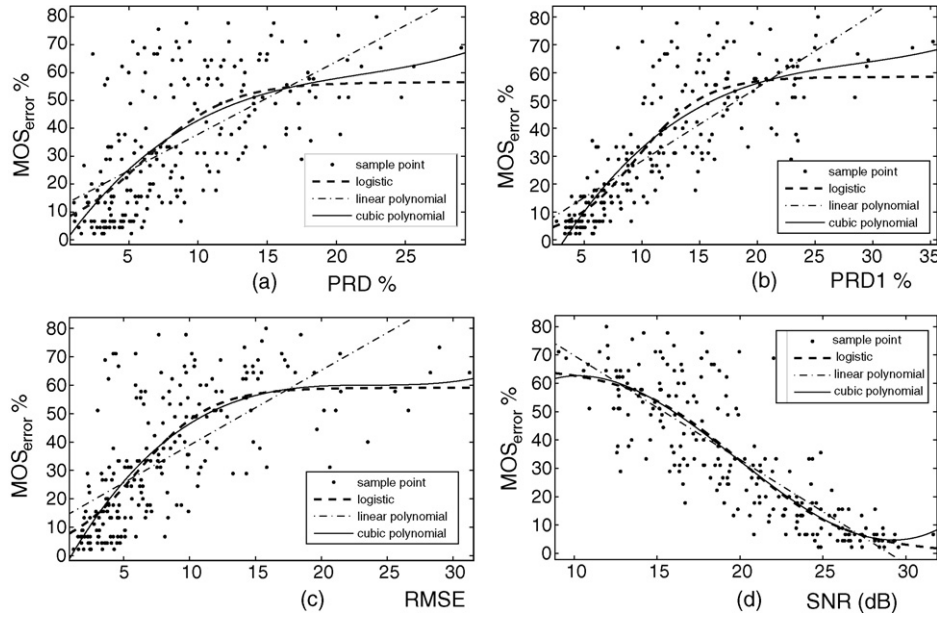 80
70
60
50
40
30
20
10
0
MOSerror %
sample point
logistic
linear polynomial
cubic polynomial
5 10 15 20 25
(a) PRD %
80
70
60
50
40
30
20
10
0
MOSerror %
sample point
logistic
linear polynomial
cubic polynomial
5 10 15 20 25 30 35
(b) PRD1 %
80
70
60
50
40
30
20
10
0
MOSerror %
sample point
logistic
linear polynomial
cubic polynomial
5 10 15 20 25 30
(c) RMSE
80
70
60
50
40
30
20
10
0
MOSerror %
sample point
logistic
linear polynomial
cubic polynomial
10 15 20 25 30
(d) SNR (dB)